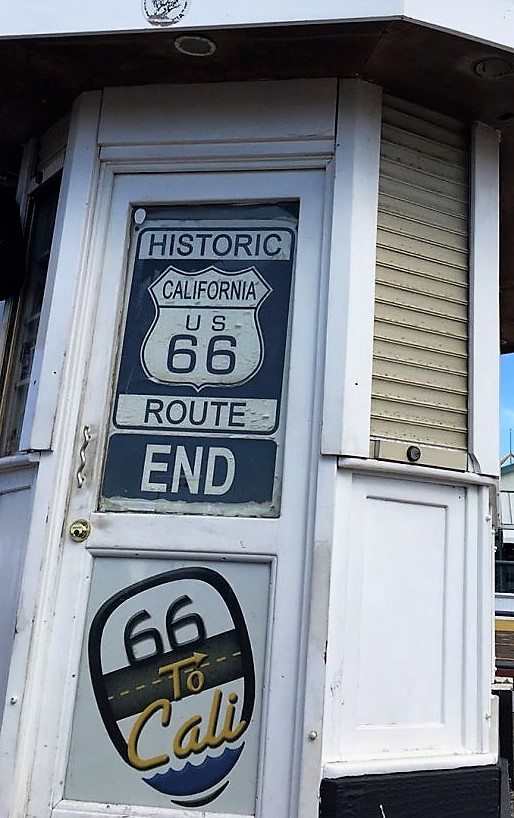 HISTORIC
CALIFORNIA
US
66
ROUTE
END
66
To
Cali